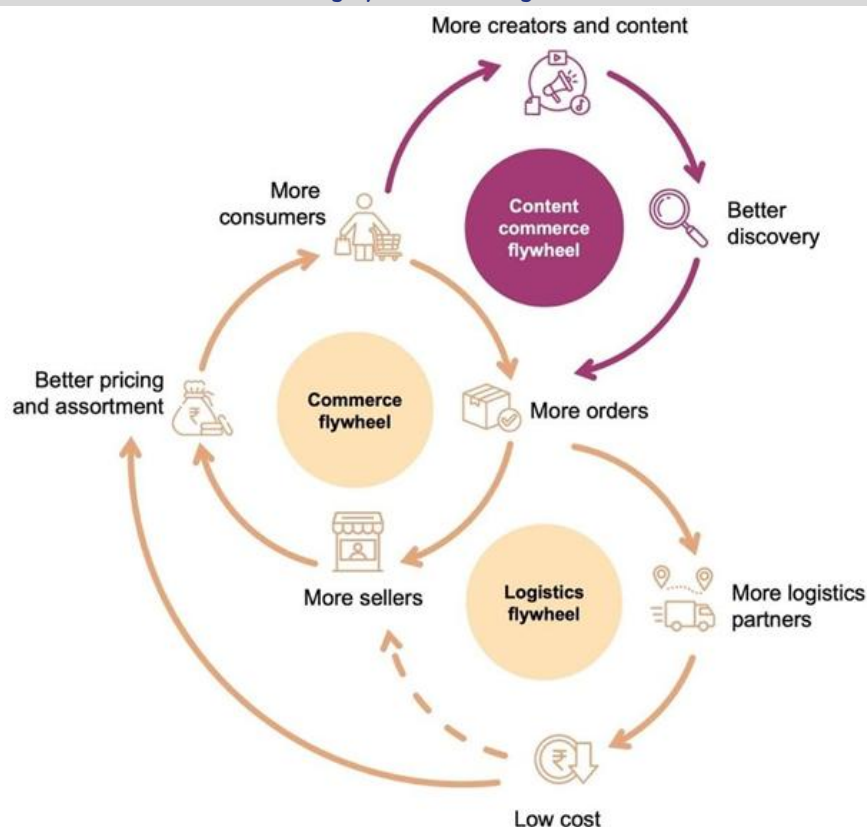 More creators and content
More
consumers
Content
commerce
flywheel
Better
discovery
Better pricing
and assortment
₹
Commerce
flywheel
More orders
More sellers
Logistics
flywheel
More logistics
partners
₹
Low cost